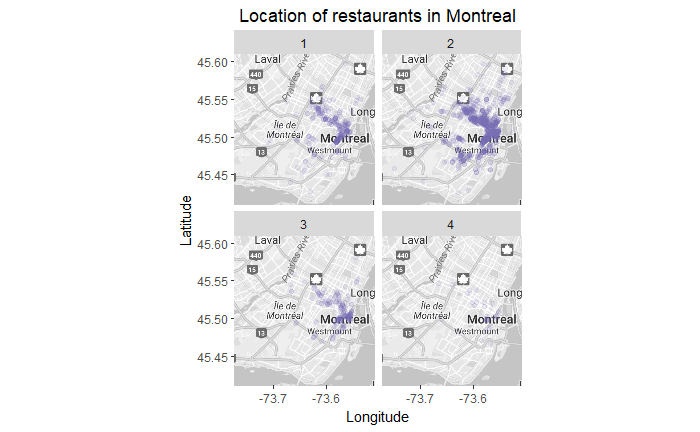 Location of restaurants in Montreal
1
2
Laval
440
15
Prairies Rive
Long
Île de
Montréal
Montreal
Westmount
13
Laval
440
15
Prairies Rive
Long
Île de
Montréal
Montreal
Westmount
13
45.60
45.55
45.50
45.45
Latitude
3
4
Laval
440
15
Prairies Rive
Long
Île de
Montréal
Montreal
Westmount
13
Laval
440
15
Prairies Rive
Long
Île de
Montréal
Montreal
Westmount
13
45.60
45.55
45.50
45.45
-73.7
-73.6
-73.7
-73.6
Longitude